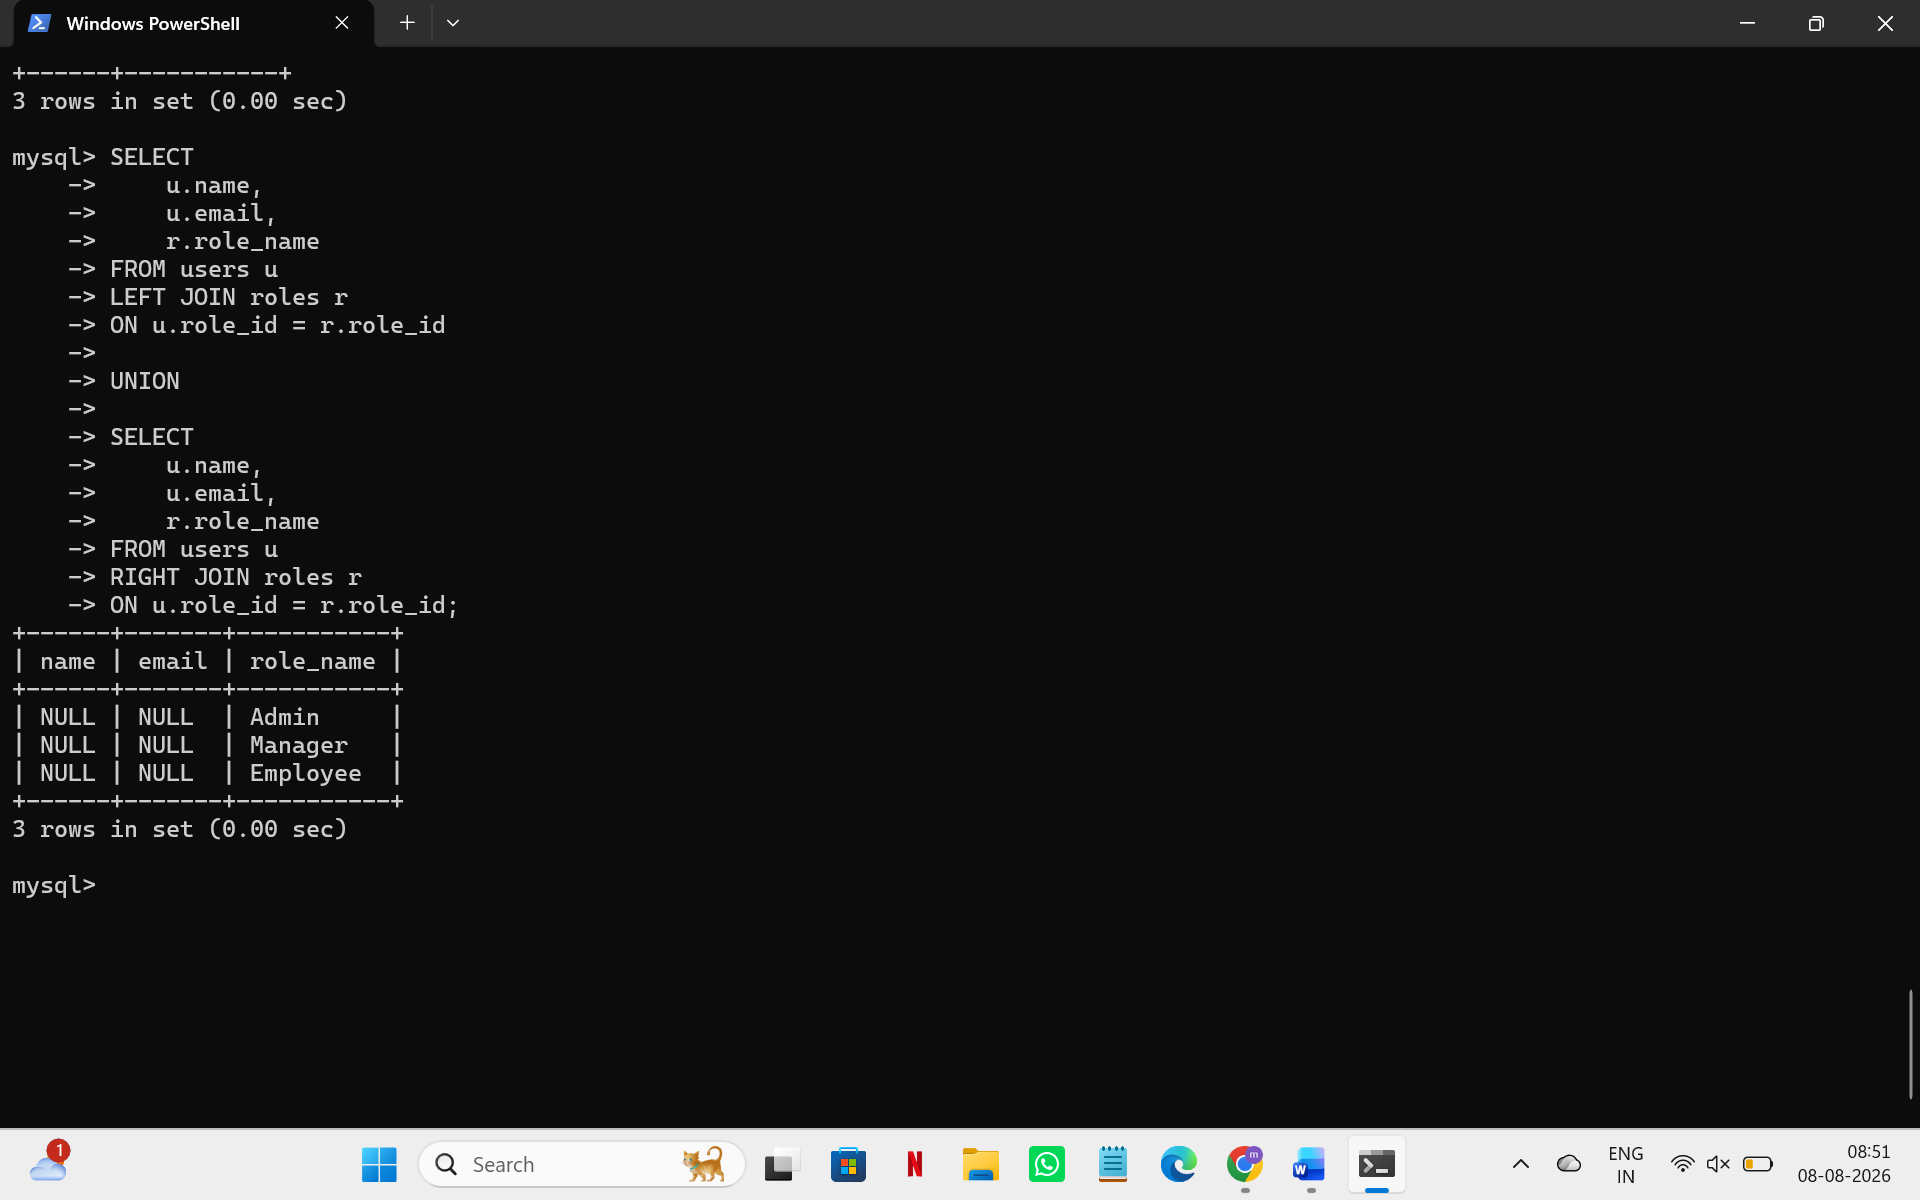 Windows PowerShell
+------+-----------+
3 rows in set (0.00 sec)
mysql> SELECT
    ->     u.name,
    ->     u.email,
    ->     r.role_name
    -> FROM users u
    -> LEFT JOIN roles r
    -> ON u.role_id = r.role_id
    ->
    -> UNION
    ->
    -> SELECT
    ->     u.name,
    ->     u.email,
    ->     r.role_name
    -> FROM users u
    -> RIGHT JOIN roles r
    -> ON u.role_id = r.role_id;
+------+-------+-----------+
| name | email | role_name |
+------+-------+-----------+
| NULL | NULL  | Admin     |
| NULL | NULL  | Manager   |
| NULL | NULL  | Employee  |
+------+-------+-----------+
3 rows in set (0.00 sec)
mysql>
1
Search
N
m
W
ENG
IN
08:51
08-08-2026